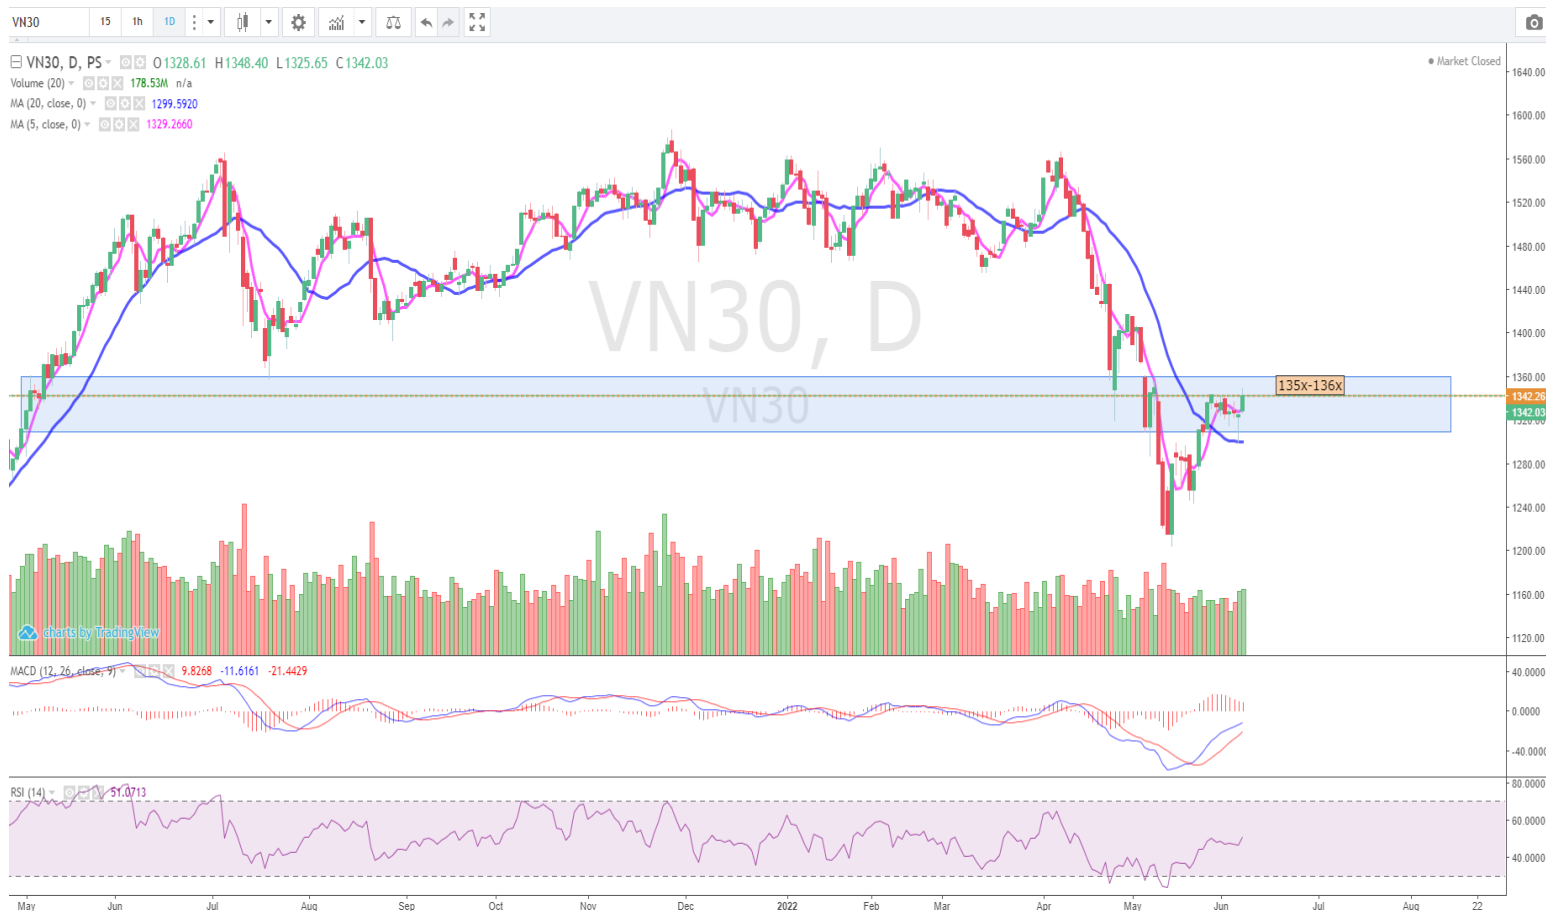 VN30 15 1h 1D
VN30, D, PS O1328.61 H1348.40 L1325.65 C1342.03
Market Closed
Volume (20) 178.53M n/a
MA (20, close, 0) 1299.5920
MA (5, close, 0) 1329.2660
VN30, D
VN30
135x-136x
1640.00
1600.00
1560.00
1520.00
1480.00
1440.00
1400.00
1360.00
1342.26
1342.03
1320.00
1280.00
1240.00
1200.00
1160.00
1120.00
charts by TradingView
MACD (12, 26, close, 9) 9.8268 -11.6161 -21.4429
40.0000
0.0000
-40.0000
RSI (14) 51.0713
80.0000
60.0000
40.0000
May Jun Jul Aug Sep Oct Nov Dec 2022 Feb Mar Apr May Jun Jul Aug 22